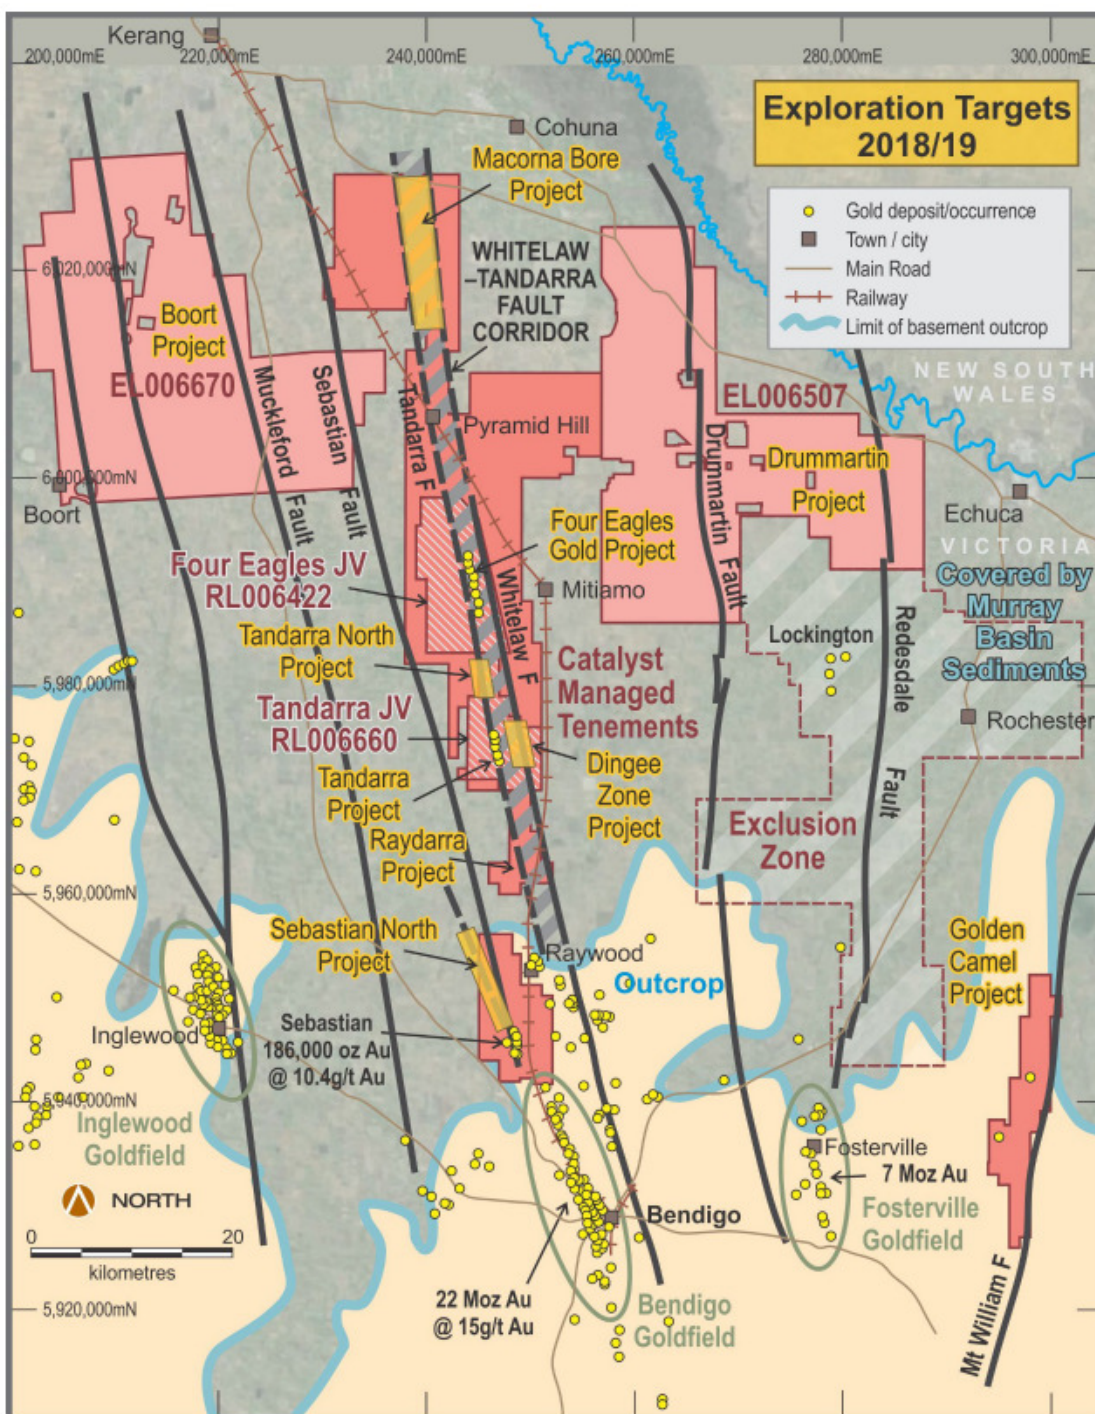 Kerang
200,000mE
220,000mE
240,000mE
260,000mE
280,000mE
300,000mE
Exploration Targets
2018/19
Gold deposit/occurrence
Town / city
Main Road
Railway
Limit of basement outcrop
Cohuna
Macorna Bore
Project
WHITELAW
–TANDARRA
FAULT
CORRIDOR
6,020,000mN
Boort
Project
EL006670
NEW SOUTH
WALES
EL006507
Muckleford
Fault
Sebastian
Fault
Tandarra F
Pyramid Hill
Drummartin
Fault
Drummartin
Project
6,000,000mN
Boort
Echuca
VICTORIA
Four Eagles
Gold Project
Four Eagles JV
RL006422
Whitelaw
F
Mitiamo
Covered by
Murray
Basin
Sediments
Redesdale
Fault
Tandarra North
Project
Lockington
Catalyst
Managed
Tenements
5,980,000mN
Tandarra JV
RL006660
Rochester
Tandarra
Project
Dingee
Zone
Project
Raydarra
Project
Exclusion
Zone
5,960,000mN
Sebastian North
Project
Golden
Camel
Project
Raywood
Outcrop
Inglewood
Sebastian
186,000 oz Au
@ 10.4g/t Au
5,940,000mN
Inglewood
Goldfield
Fosterville
7 Moz Au
Fosterville
Goldfield
NORTH
0
20
kilometres
Bendigo
22 Moz Au
@ 15g/t Au
Bendigo
Goldfield
5,920,000mN
Mt William F